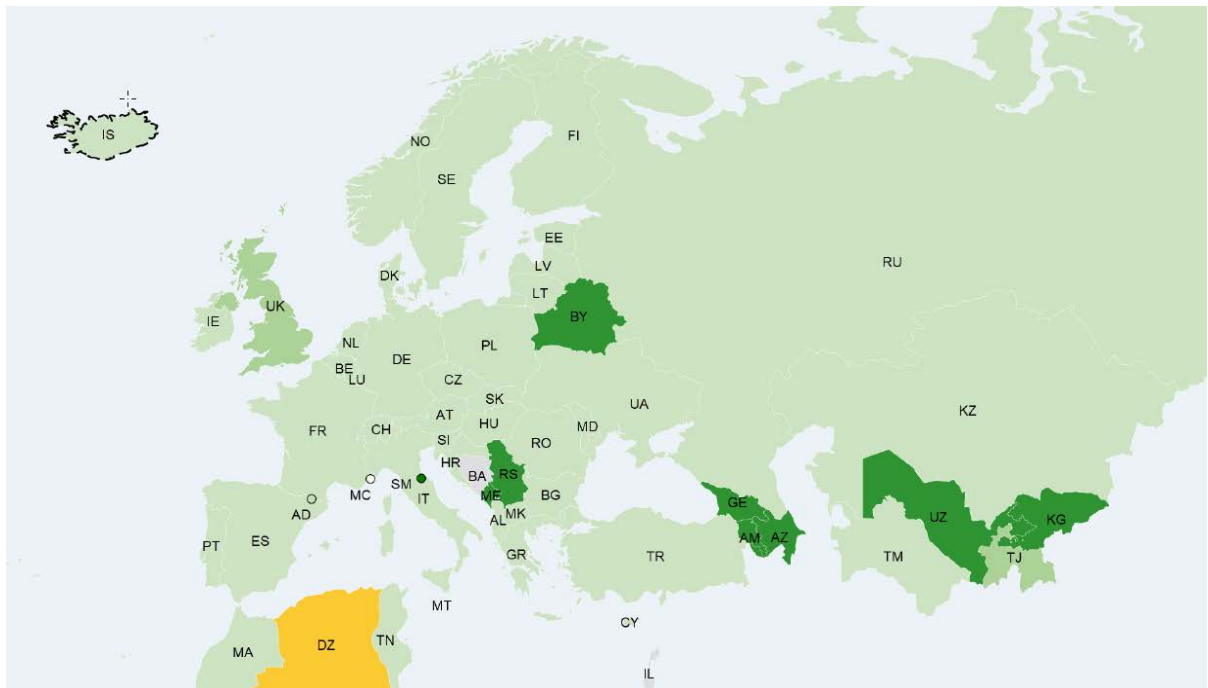 IS
NO
FI
SE
EE
RU
LV
DK
LT
UK
BY
IE
NL
PL
DE
BE
LU
CZ
SK
UA
KZ
AT
HU
MD
FR
CH
SI
RO
HR
BA
RS
MC
SM
IT
ME
BG
GE
UZ
KG
AD
AL
MK
AM
AZ
PT
ES
GR
TR
TM
TJ
MT
CY
MA
DZ
TN
IL